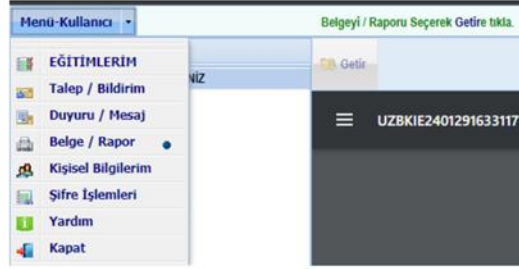 Menü-Kullanıcı
Belgeyi / Raporu Seçerek Getire tıkla.
EĞİTİMLERİM
NİZ
Getir
Talep / Bildirim
Duyuru / Mesaj
UZBKIE2401291633117
Belge / Rapor
Kişisel Bilgilerim
Şifre İşlemleri
Yardım
Kapat